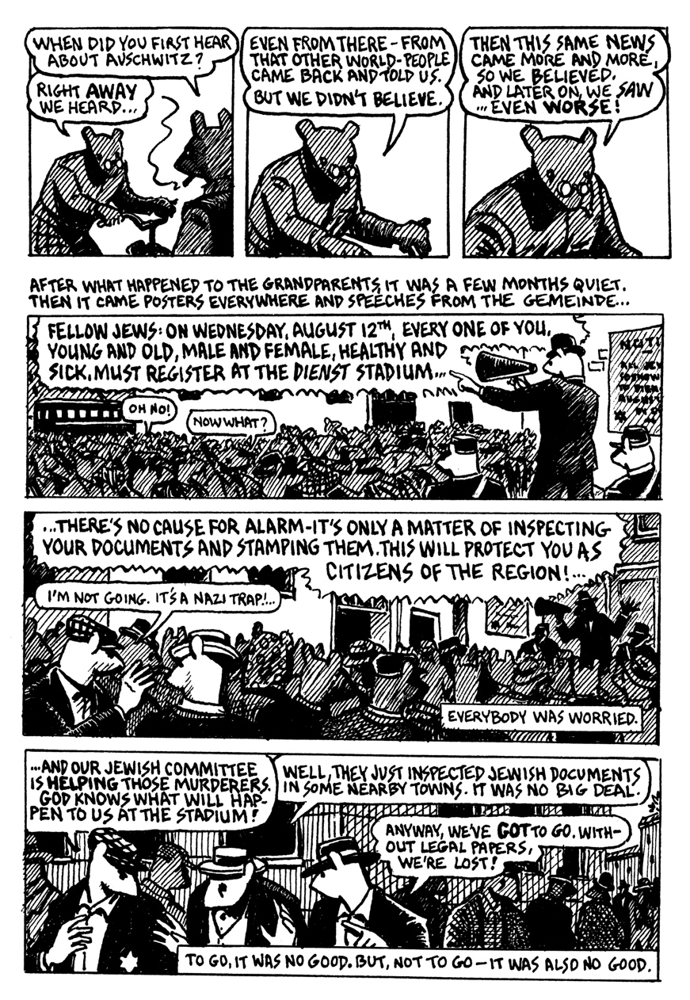 WHEN DID YOU FIRST HEAR
ABOUT AUSCHWITZ?
RIGHT AWAY
WE HEARD...
EVEN FROM THERE - FROM
THAT OTHER WORLD - PEOPLE
CAME BACK AND TOLD US.
BUT WE DIDN'T BELIEVE.
THEN THIS SAME NEWS
CAME MORE AND MORE,
SO WE BELIEVED.
AND LATER ON, WE SAW
... EVEN WORSE!
AFTER WHAT HAPPENED TO THE GRANDPARENTS, IT WAS A FEW MONTHS QUIET.
THEN IT CAME POSTERS EVERYWHERE AND SPEECHES FROM THE GEMEINDE...
FELLOW JEWS: ON WEDNESDAY, AUGUST 12TH, EVERY ONE OF YOU,
YOUNG AND OLD, MALE AND FEMALE, HEALTHY AND
SICK, MUST REGISTER AT THE DIENST STADIUM...
NOTI
ALL JEW
OH NO!
NOW WHAT?
...THERE'S NO CAUSE FOR ALARM - IT'S ONLY A MATTER OF INSPECTING
YOUR DOCUMENTS AND STAMPING THEM. THIS WILL PROTECT YOU AS
CITIZENS OF THE REGION!...
I'M NOT GOING. IT'S A NAZI TRAP!...
EVERYBODY WAS WORRIED.
...AND OUR JEWISH COMMITTEE
IS HELPING THOSE MURDERERS.
GOD KNOWS WHAT WILL HAP-
PEN TO US AT THE STADIUM!
WELL, THEY JUST INSPECTED JEWISH DOCUMENTS
IN SOME NEARBY TOWNS. IT WAS NO BIG DEAL.
ANYWAY, WE'VE GOT TO GO. WITH-
OUT LEGAL PAPERS,
WE'RE LOST!
TO GO, IT WAS NO GOOD. BUT, NOT TO GO - IT WAS ALSO NO GOOD.